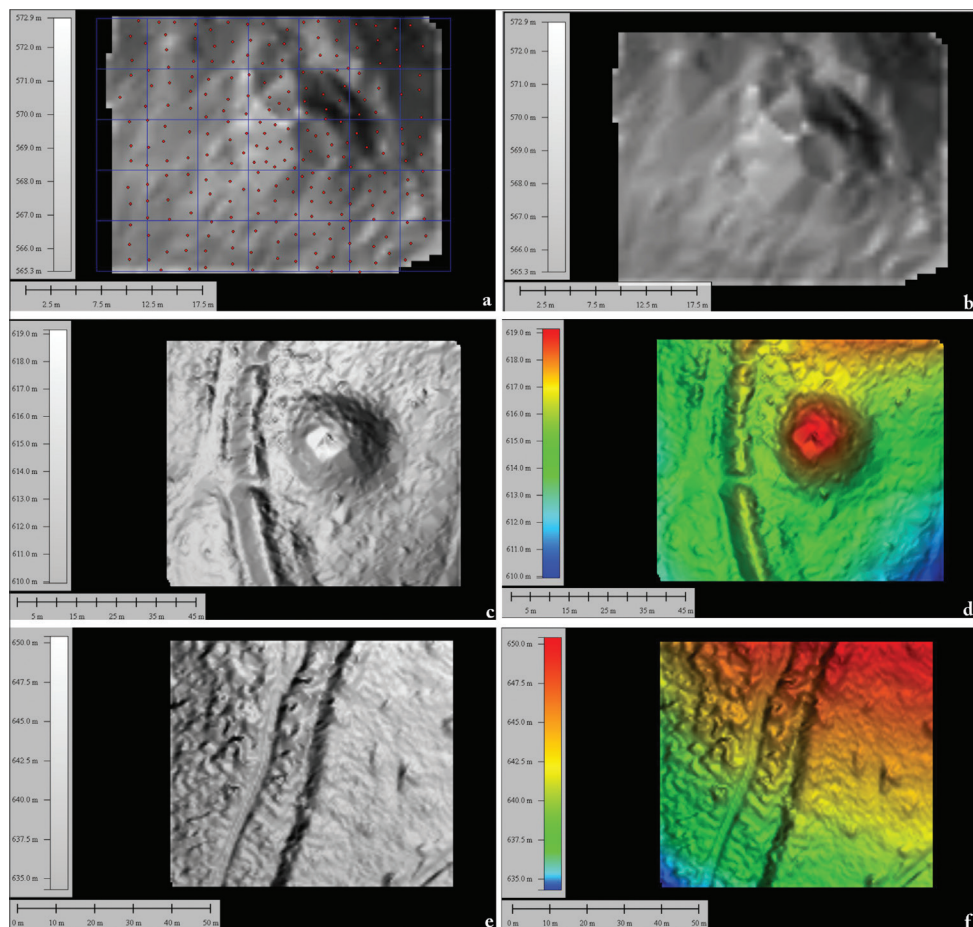 572.9 m
572.0 m
571.0 m
570.0 m
569.0 m
568.0 m
567.0 m
566.0 m
565.3 m
2.5 m 7.5 m 12.5 m 17.5 m
a
572.9 m
572.0 m
571.0 m
570.0 m
569.0 m
568.0 m
567.0 m
566.0 m
565.3 m
2.5 m 7.5 m 12.5 m 17.5 m
b
619.0 m
618.0 m
617.0 m
616.0 m
615.0 m
614.0 m
613.0 m
612.0 m
611.0 m
610.0 m
5 m 15 m 25 m 35 m 45 m
c
619.0 m
618.0 m
617.0 m
616.0 m
615.0 m
614.0 m
613.0 m
612.0 m
611.0 m
610.0 m
5 m 15 m 25 m 35 m 45 m
d
650.0 m
645.0 m
642.5 m
640.0 m
637.5 m
635.0 m
0 m 10 m 20 m 30 m 40 m 50 m
e
650.0 m
647.5 m
645.0 m
642.5 m
640.0 m
637.5 m
635.0 m
0 m 10 m 20 m 30 m 40 m 50 m
f